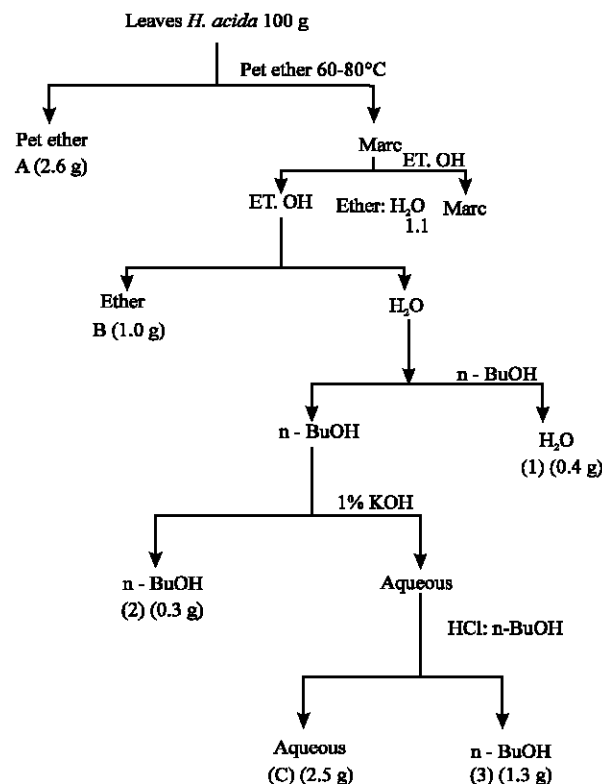 Leaves H. acida 100 g
Pet ether 60-80°C
Pet ether
A (2.6 g)
Marc
ET. OH
ET. OH
Ether: H₂O
1.1
Marc
Ether
B (1.0 g)
H₂O
n - BuOH
n - BuOH
H₂O
(1) (0.4 g)
1% KOH
n - BuOH
(2) (0.3 g)
Aqueous
HCl: n-BuOH
Aqueous
(C) (2.5 g)
n - BuOH
(3) (1.3 g)